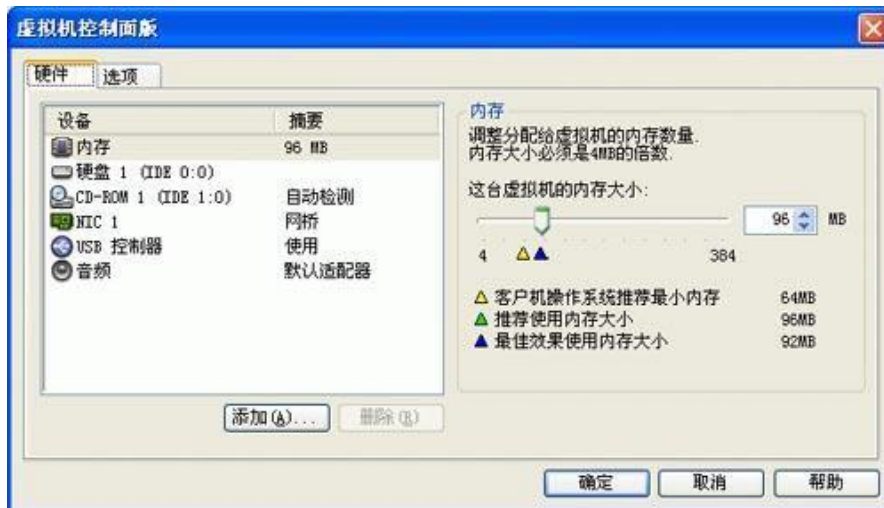 虚拟机控制面版
硬件 选项
设备 摘要
内存 96 MB
硬盘 1 (IDE 0:0)
CD-ROM 1 (IDE 1:0) 自动检测
NIC 1 网桥
USB 控制器 使用
音频 默认适配器
添加(A)... 删除(R)
内存
调整分配给虚拟机的内存数量.
内存大小必须是4MB的倍数.
这台虚拟机的内存大小:
96 MB
4 384
客户机操作系统推荐最小内存 64MB
推荐使用内存大小 96MB
最佳效果使用内存大小 92MB
确定 取消 帮助